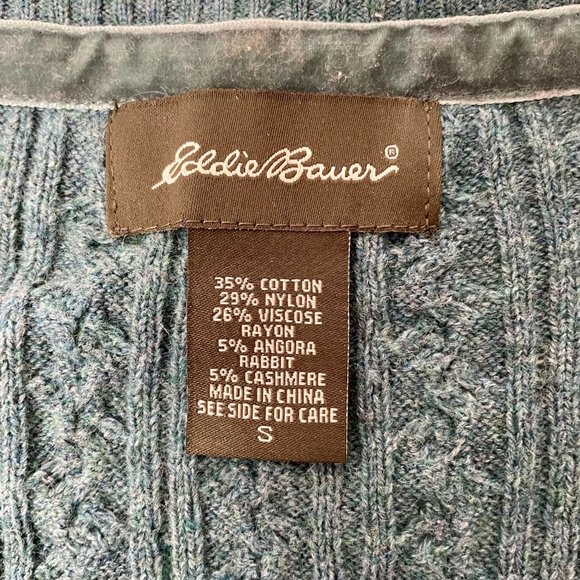 Eddie Bauer®
35% COTTON
29% NYLON
26% VISCOSE
RAYON
5% ANGORA
RABBIT
5% CASHMERE
MADE IN CHINA
SEE SIDE FOR CARE
S